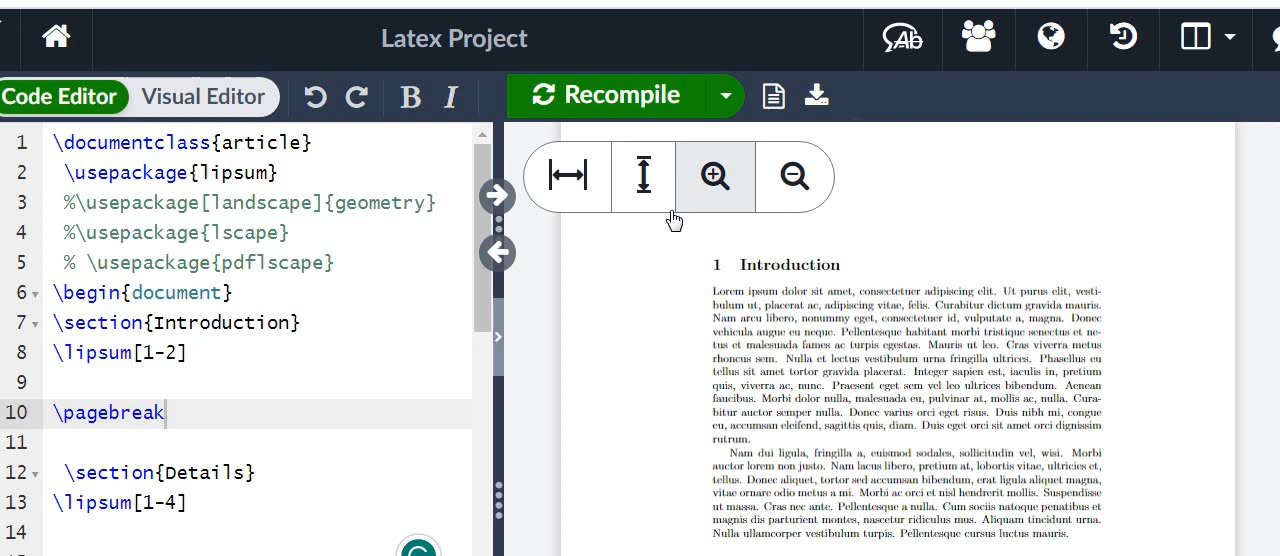 Latex Project
Code Editor Visual Editor B I Recompile
1 \documentclass{article}
2 \usepackage{lipsum}
3 %\usepackage[landscape]{geometry}
4 %\usepackage{lscape}
5 % \usepackage{pdflscape}
6 \begin{document}
7 \section{Introduction}
8 \lipsum[1-2]
9
10 \pagebreak
11
12 \section{Details}
13 \lipsum[1-4]
14
1 Introduction
Lorem ipsum dolor sit amet, consectetuer adipiscing elit. Ut purus elit, vesti-
bulum ut, placerat ac, adipiscing vitae, felis. Curabitur dictum gravida mauris.
Nam arcu libero, nonummy eget, consectetuer id, vulputate a, magna. Donec
vehicula augue eu neque. Pellentesque habitant morbi tristique senectus et ne-
tus et malesuada fames ac turpis egestas. Mauris ut leo. Cras viverra metus
rhoncus sem. Nulla et lectus vestibulum urna fringilla ultrices. Phasellus eu
tellus sit amet tortor gravida placerat. Integer sapien est, iaculis in, pretium
quis, viverra ac, nunc. Praesent eget sem vel leo ultrices bibendum. Aenean
faucibus. Morbi dolor nulla, malesuada eu, pulvinar at, mollis ac, nulla. Cura-
bitur auctor semper nulla. Donec varius orci eget risus. Duis nibh mi, congue
eu, accumsan eleifend, sagittis quis, diam. Duis eget orci sit amet orci dignissim
rutrum.
Nam dui ligula, fringilla a, euismod sodales, sollicitudin vel, wisi. Morbi
auctor lorem non justo. Nam lacus libero, pretium at, lobortis vitae, ultricies et,
tellus. Donec aliquet, tortor sed accumsan bibendum, erat ligula aliquet magna,
vitae ornare odio metus a mi. Morbi ac orci et nisl hendrerit mollis. Suspendisse
ut massa. Cras nec ante. Pellentesque a nulla. Cum sociis natoque penatibus et
magnis dis parturient montes, nascetur ridiculus mus. Aliquam tincidunt urna.
Nulla ullamcorper vestibulum turpis. Pellentesque cursus luctus mauris.